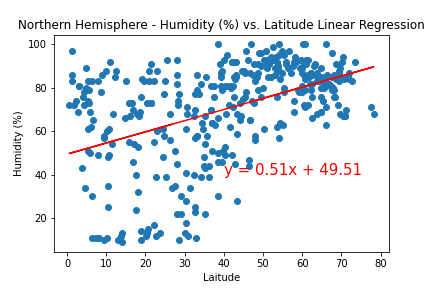 Northern Hemisphere - Humidity (%) vs. Latitude Linear Regression
100
80
60
40
20
Humidity (%)
y = 0.51x + 49.51
0 10 20 30 40 50 60 70 80
Laitude